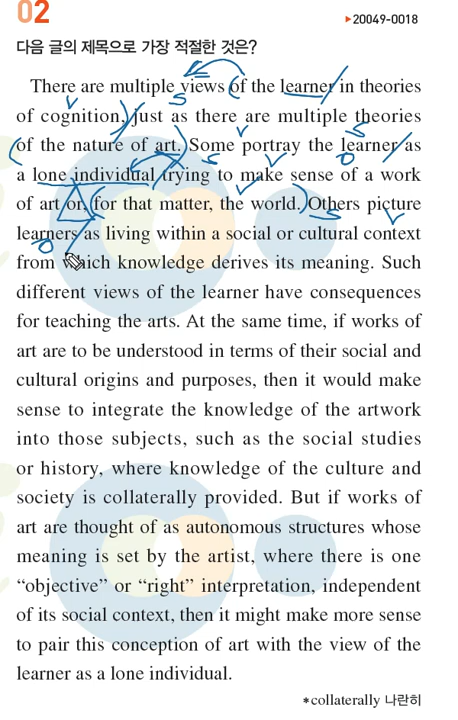 02
▶20049-0018
다음 글의 제목으로 가장 적절한 것은?
There are multiple views of the learner in theories
of cognition, just as there are multiple theories
of the nature of art. Some portray the learner as
a lone individual trying to make sense of a work
of art or, for that matter, the world. Others picture
learners as living within a social or cultural context
from which knowledge derives its meaning. Such
different views of the learner have consequences
for teaching the arts. At the same time, if works of
art are to be understood in terms of their social and
cultural origins and purposes, then it would make
sense to integrate the knowledge of the artwork
into those subjects, such as the social studies
or history, where knowledge of the culture and
society is collaterally provided. But if works of
art are thought of as autonomous structures whose
meaning is set by the artist, where there is one
“objective” or “right” interpretation, independent
of its social context, then it might make more sense
to pair this conception of art with the view of the
learner as a lone individual.
*collaterally 나란히